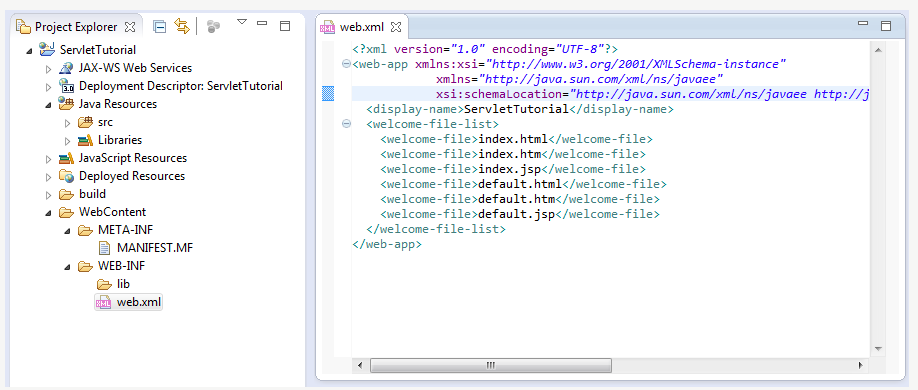 Project Explorer
ServletTutorial
JAX-WS Web Services
Deployment Descriptor: ServletTutorial
Java Resources
src
Libraries
JavaScript Resources
Deployed Resources
build
WebContent
META-INF
MANIFEST.MF
WEB-INF
lib
web.xml
web.xml
<?xml version="1.0" encoding="UTF-8"?>
<web-app xmlns:xsi="http://www.w3.org/2001/XMLSchema-instance"
xmlns="http://java.sun.com/xml/ns/javaee"
xsi:schemaLocation="http://java.sun.com/xml/ns/javaee http://j
<display-name>ServletTutorial</display-name>
<welcome-file-list>
<welcome-file>index.html</welcome-file>
<welcome-file>index.htm</welcome-file>
<welcome-file>index.jsp</welcome-file>
<welcome-file>default.html</welcome-file>
<welcome-file>default.htm</welcome-file>
<welcome-file>default.jsp</welcome-file>
</welcome-file-list>
</web-app>